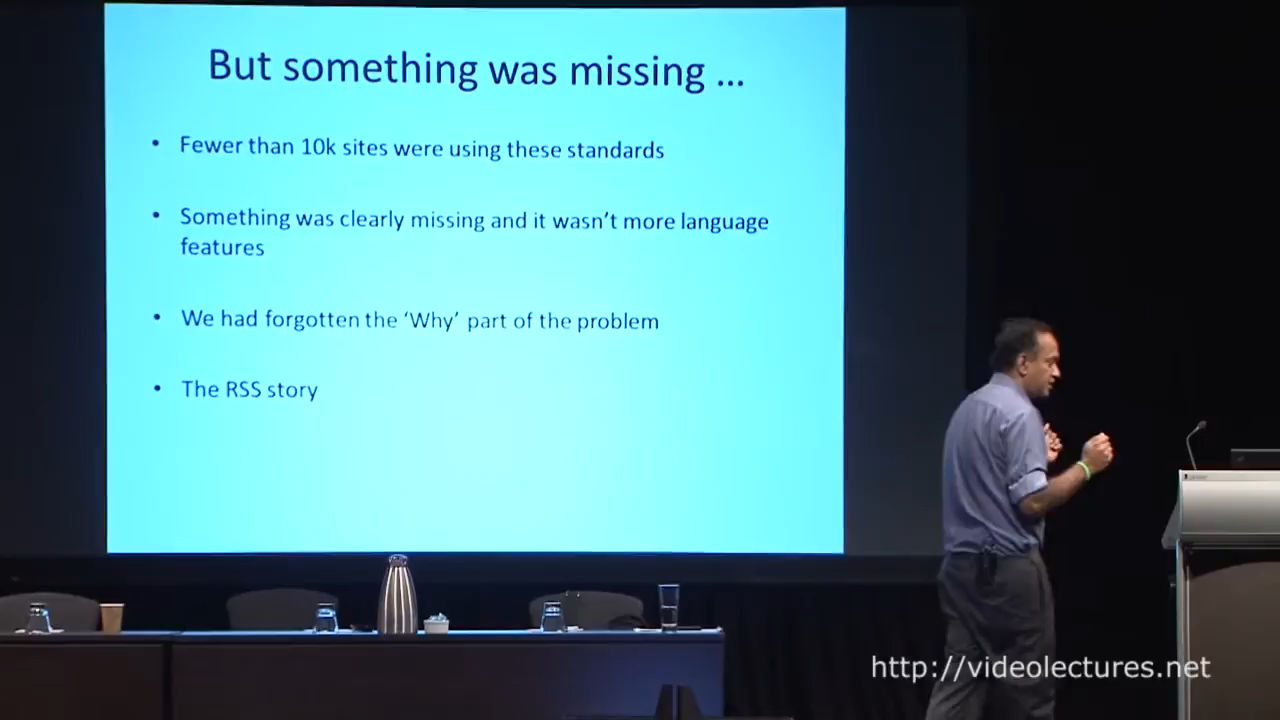 But something was missing ...
• Fewer than 10k sites were using these standards
• Something was clearly missing and it wasn't more language
features
• We had forgotten the 'Why' part of the problem
• The RSS story
http://videolectures.net